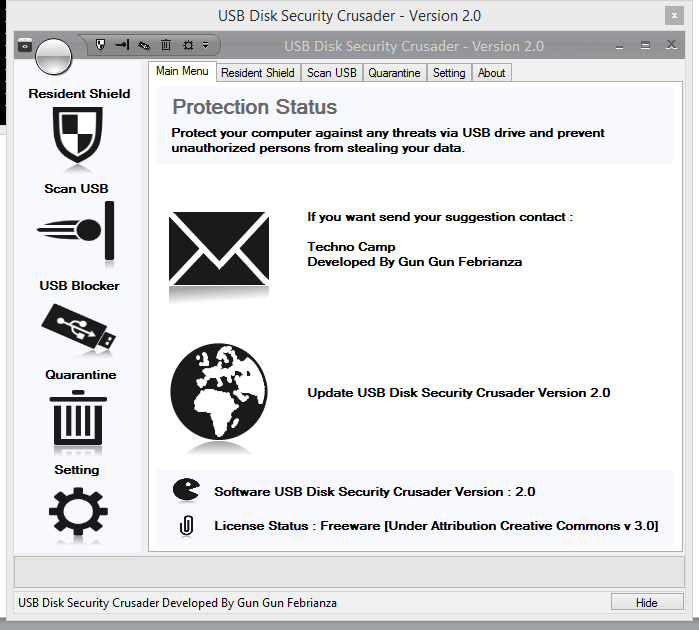 USB Disk Security Crusader - Version 2.0
x
USB Disk Security Crusader - Version 2.0
Main Menu
Resident Shield
Scan USB
Quarantine
Setting
About
Resident Shield
Scan USB
USB Blocker
Quarantine
Setting
Protection Status
Protect your computer against any threats via USB drive and prevent
unauthorized persons from stealing your data.
If you want send your suggestion contact :
Techno Camp
Developed By Gun Gun Febrianza
Update USB Disk Security Crusader Version 2.0
Software USB Disk Security Crusader Version : 2.0
License Status : Freeware [Under Attribution Creative Commons v 3.0]
USB Disk Security Crusader Developed By Gun Gun Febrianza
Hide